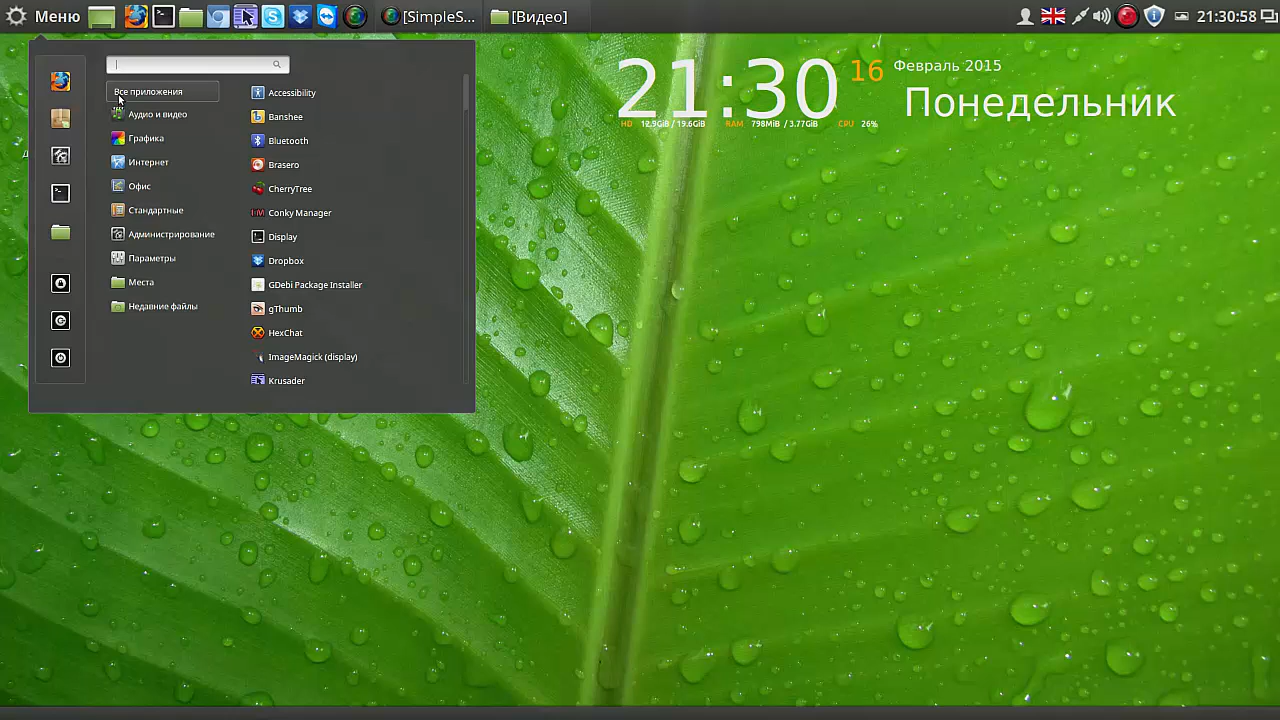 Меню
[SimpleS...
[Видео]
21:30:58
Все приложения
Аудио и видео
Графика
Интернет
Офис
Стандартные
Администрирование
Параметры
Места
Недавние файлы
Accessibility
Banshee
Bluetooth
Brasero
CherryTree
Conky Manager
Display
Dropbox
GDebi Package Installer
gThumb
HexChat
ImageMagick (display)
Krusader
21:30
16
Февраль 2015
Понедельник
HD 12.9GiB / 19.6GiB RAM 798MiB / 3.77GiB CPU 26%